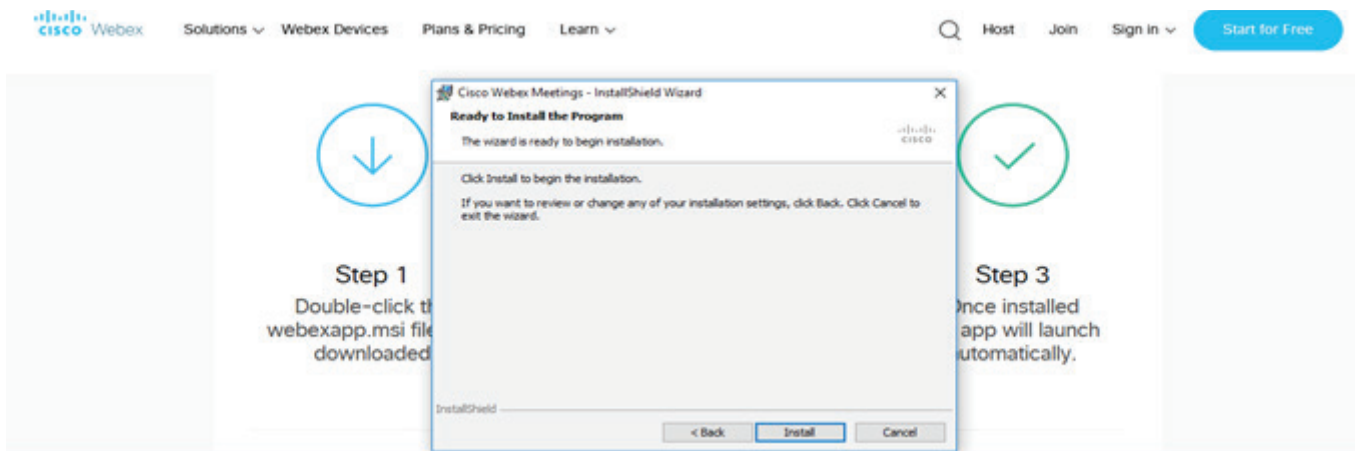 CISCO Webex
Solutions Webex Devices Plans & Pricing Learn Host Join Sign in Start for Free
Cisco Webex Meetings - InstallShield Wizard
Ready to Install the Program
The wizard is ready to begin installation.
CISCO
Click Install to begin the installation.
If you want to review or change any of your installation settings, click Back. Click Cancel to
exit the wizard.
Step 1
Double-click th
webexapp.msi file
downloaded
Step 3
Once installed
app will launch
utomatically.
InstallShield
< Back Install Cancel